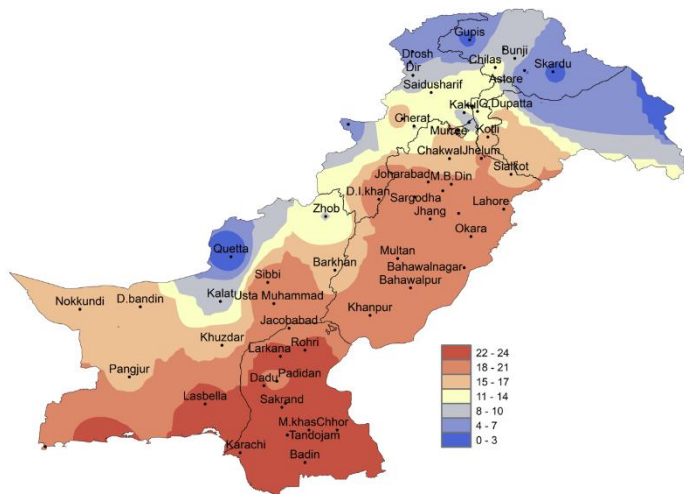 Gupis
Drosh
Bunji
Dir
Chilas
Skardu
Astore
Saidusharif
Kakul
G.Dupatta
Cherat
Murree
Kotli
Chakwal
Jhelum
Sialkot
Joharabad
M.B.Din
D.I.khan
Sargodha
Lahore
Zhob
Jhang
Okara
Quetta
Multan
Barkhan
Bahawalnagar
Sibbi
Bahawalpur
Kalat
Usta Muhammad
Nokkundi
D.bandin
Khanpur
Jacobabad
Khuzdar
Rohri
Larkana
Pangjur
Dadu
Padidan
Lasbella
Sakrand
M.khas
Chhor
Tandojam
Karachi
Badin
22 - 24
18 - 21
15 - 17
11 - 14
8 - 10
4 - 7
0 - 3